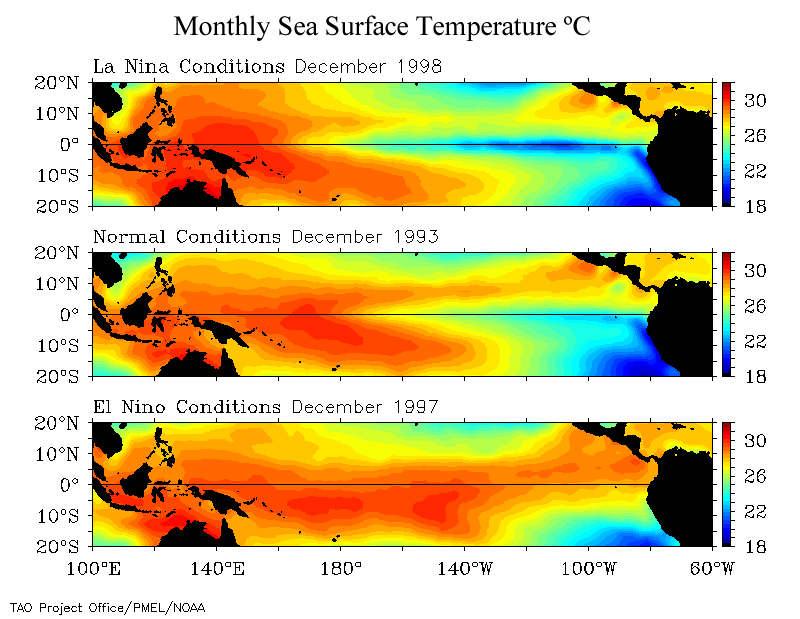 Monthly Sea Surface Temperature ºC
La Nina Conditions December 1998
20°N
10°N
0°
10°S
20°S
30
26
22
18
Normal Conditions December 1993
20°N
10°N
0°
10°S
20°S
30
26
22
18
El Nino Conditions December 1997
20°N
10°N
0°
10°S
20°S
30
26
22
18
100°E 140°E 180° 140°W 100°W 60°W
TAO Project Office/PMEL/NOAA